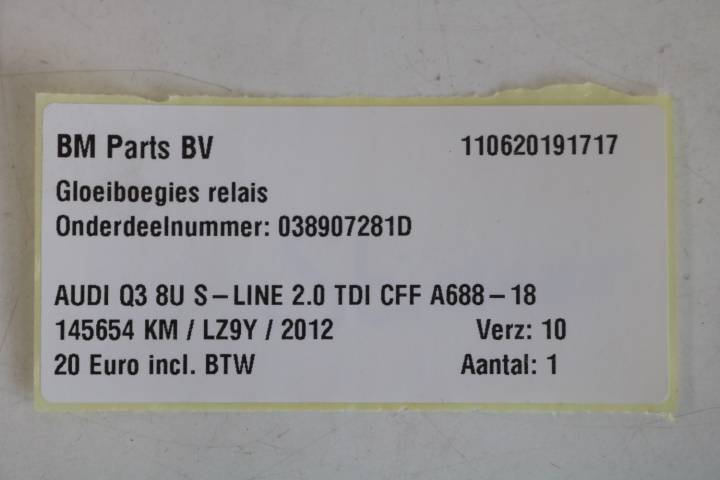 BM Parts BV 110620191717
Gloeiboegies relais
Onderdeelnummer: 038907281D
AUDI Q3 8U S-LINE 2.0 TDI CFF A688-18
145654 KM / LZ9Y / 2012 Verz: 10
20 Euro incl. BTW Aantal: 1